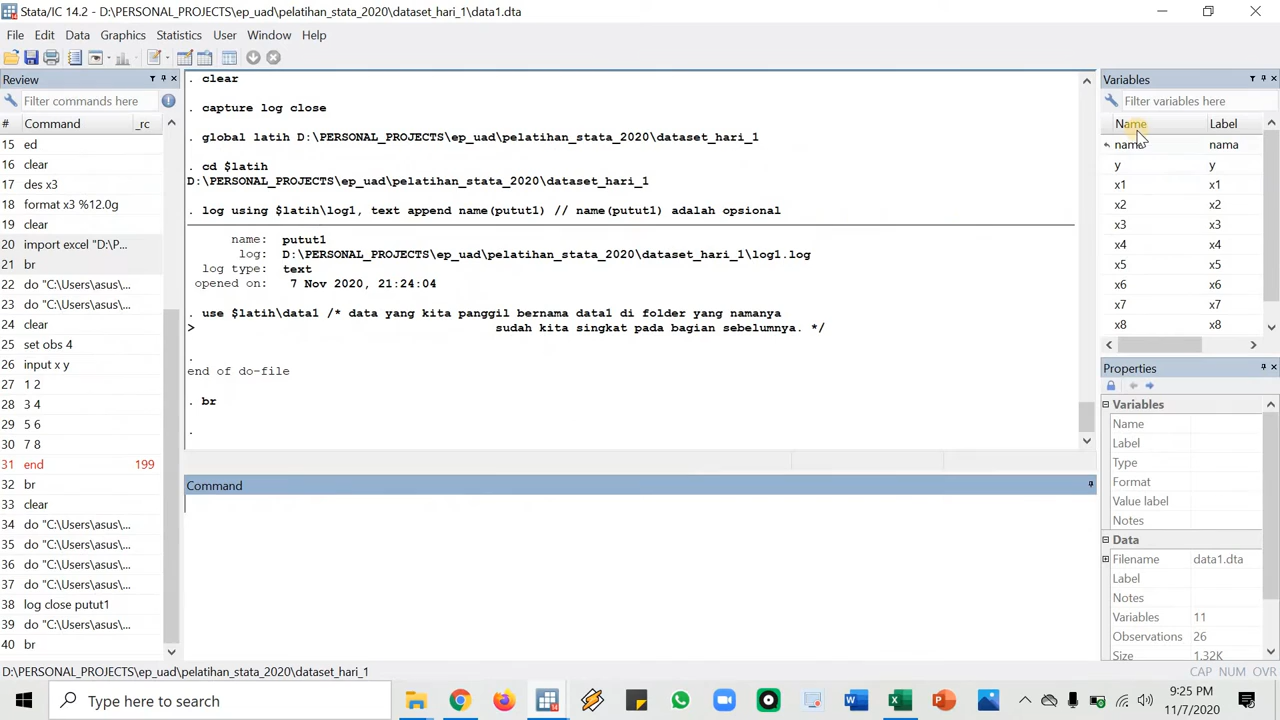 Stata/IC 14.2 - D:\PERSONAL_PROJECTS\ep_uad\pelatihan_stata_2020\dataset_hari_1\data1.dta
File Edit Data Graphics Statistics User Window Help
Review
Filter commands here
# Command _rc
15 ed
16 clear
17 des x3
18 format x3 %12.0g
19 clear
20 import excel "D:\P...
21 br
22 do "C:\Users\asus\...
23 do "C:\Users\asus\...
24 clear
25 set obs 4
26 input x y
27 1 2
28 3 4
29 5 6
30 7 8
31 end 199
32 br
33 clear
34 do "C:\Users\asus\...
35 do "C:\Users\asus\...
36 do "C:\Users\asus\...
37 do "C:\Users\asus\...
38 log close putut1
39 do "C:\Users\asus\...
40 br
. clear
. capture log close
. global latih D:\PERSONAL_PROJECTS\ep_uad\pelatihan_stata_2020\dataset_hari_1
. cd $latih
D:\PERSONAL_PROJECTS\ep_uad\pelatihan_stata_2020\dataset_hari_1
. log using $latih\log1, text append name(putut1) // name(putut1) adalah opsional
name: putut1
log: D:\PERSONAL_PROJECTS\ep_uad\pelatihan_stata_2020\dataset_hari_1\log1.log
log type: text
opened on: 7 Nov 2020, 21:24:04
. use $latih\data1 /* data yang kita panggil bernama data1 di folder yang namanya
> sudah kita singkat pada bagian sebelumnya. */
.
end of do-file
. br
.
Command
Variables
Filter variables here
Name Label
nama nama
y y
x1 x1
x2 x2
x3 x3
x4 x4
x5 x5
x6 x6
x7 x7
x8 x8
Properties
Variables
Name
Label
Type
Format
Value label
Notes
Data
Filename data1.dta
Label
Notes
Variables 11
Observations 26
Size 1.32K
D:\PERSONAL_PROJECTS\ep_uad\pelatihan_stata_2020\dataset_hari_1
CAP NUM OVR
Type here to search
9:25 PM
11/7/2020